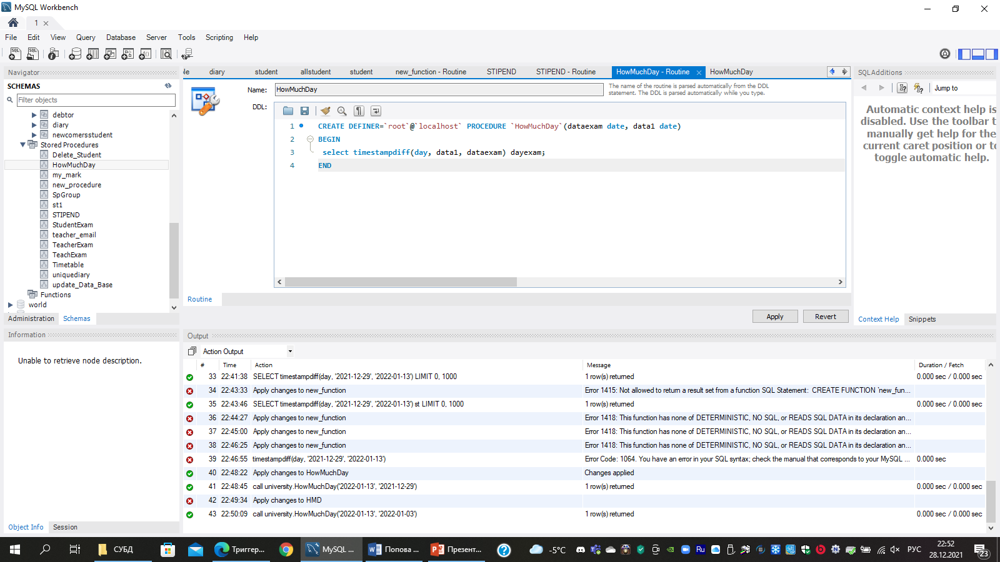 MySQL Workbench
1
File Edit View Query Database Server Tools Scripting Help
Navigator
SCHEMAS
Filter objects
debtor
diary
newcomersstudent
Stored Procedures
Delete_Student
HowMuchDay
my_mark
new_procedure
SpGroup
st1
STIPEND
StudentExam
teacher_email
TeacherExam
TeachExam
Timetable
uniquediary
update_Data_Base
Functions
world
Administration Schemas
Information
Unable to retrieve node description.
Object Info Session
le diary student allstudent student new_function - Routine STIPEND STIPEND - Routine HowMuchDay - Routine HowMuchDay
Name: HowMuchDay
The name of the routine is parsed automatically from the DDL
statement. The DDL is parsed automatically while you type.
DDL:
1 CREATE DEFINER=`root`@`localhost` PROCEDURE `HowMuchDay`(dataexam date, data1 date)
2 BEGIN
3 select timestampdiff(day, data1, dataexam) dayexam;
4 END
Routine
Apply Revert
SQLAdditions
Jump to
Automatic context help is
disabled. Use the toolbar t
manually get help for the
current caret position or to
toggle automatic help.
Context Help Snippets
Output
Action Output
# Time Action Message Duration / Fetch
33 22:41:38 SELECT timestampdiff(day, '2021-12-29', '2022-01-13') LIMIT 0, 1000 1 row(s) returned 0.000 sec / 0.000 sec
34 22:43:33 Apply changes to new_function Error 1415: Not allowed to return a result set from a function SQL Statement: CREATE FUNCTION `new_fun...
35 22:43:46 SELECT timestampdiff(day, '2021-12-29', '2022-01-13') st LIMIT 0, 1000 1 row(s) returned 0.000 sec / 0.000 sec
36 22:44:27 Apply changes to new_function Error 1418: This function has none of DETERMINISTIC, NO SQL, or READS SQL DATA in its declaration an...
37 22:45:00 Apply changes to new_function Error 1418: This function has none of DETERMINISTIC, NO SQL, or READS SQL DATA in its declaration an...
38 22:46:25 Apply changes to new_function Error 1418: This function has none of DETERMINISTIC, NO SQL, or READS SQL DATA in its declaration an...
39 22:46:55 timestampdiff(day, '2021-12-29', '2022-01-13') Error Code: 1064. You have an error in your SQL syntax; check the manual that corresponds to your MySQL ... 0.000 sec
40 22:48:22 Apply changes to HowMuchDay Changes applied
41 22:48:45 call university.HowMuchDay('2022-01-13', '2021-12-29') 1 row(s) returned 0.000 sec / 0.000 sec
42 22:49:34 Apply changes to HMD
43 22:50:09 call university.HowMuchDay('2022-01-13', '2022-01-03') 1 row(s) returned 0.000 sec / 0.000 sec
СУБД Триггер... MySQL ... Попова ... Презент... -5°C РУС 22:52
28.12.2021
23